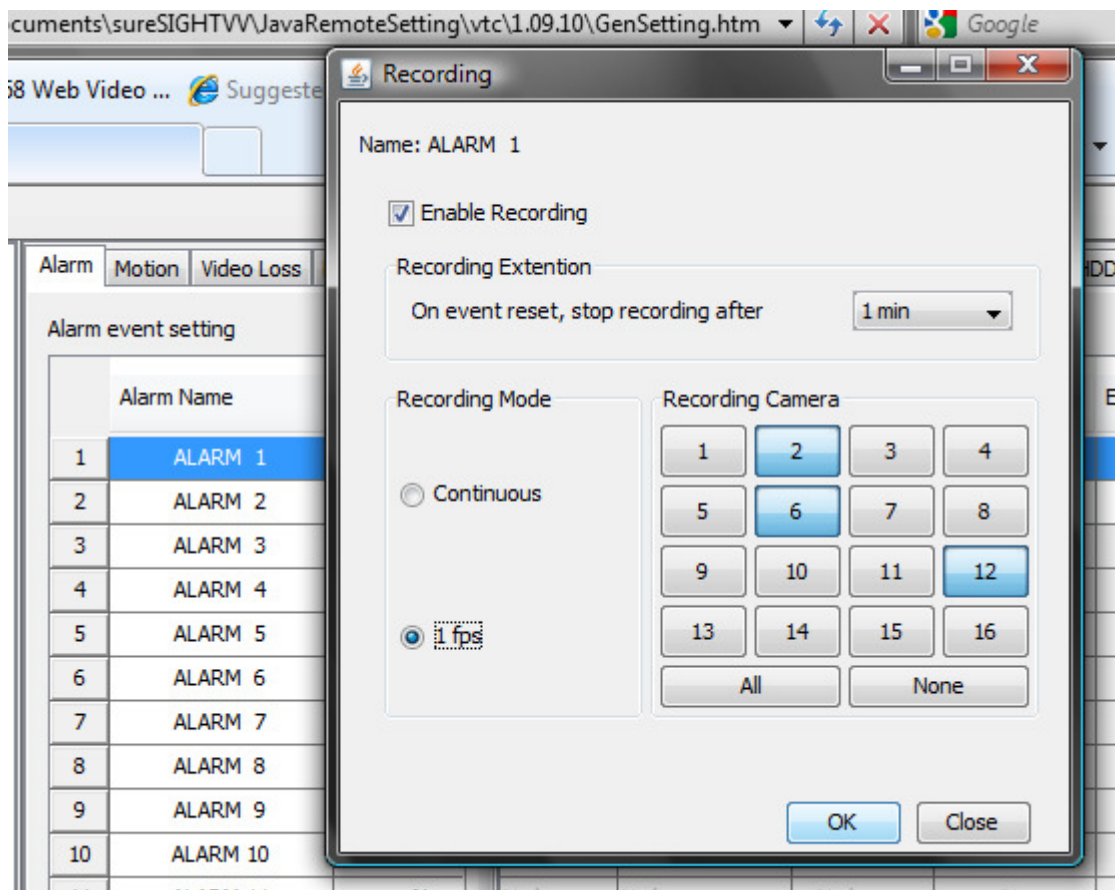 cuments\sureSIGHTVV\JavaRemoteSetting\vtc\1.09.10\GenSetting.htm
Google
68 Web Video ...
Suggeste
Recording
Name: ALARM 1
Enable Recording
Recording Extention
On event reset, stop recording after 1 min
Recording Mode
Continuous
1 fps
Recording Camera
1 2 3 4
5 6 7 8
9 10 11 12
13 14 15 16
All None
OK Close
Alarm Motion Video Loss
HDD
Alarm event setting
Alarm Name
E
1 ALARM 1
2 ALARM 2
3 ALARM 3
4 ALARM 4
5 ALARM 5
6 ALARM 6
7 ALARM 7
8 ALARM 8
9 ALARM 9
10 ALARM 10